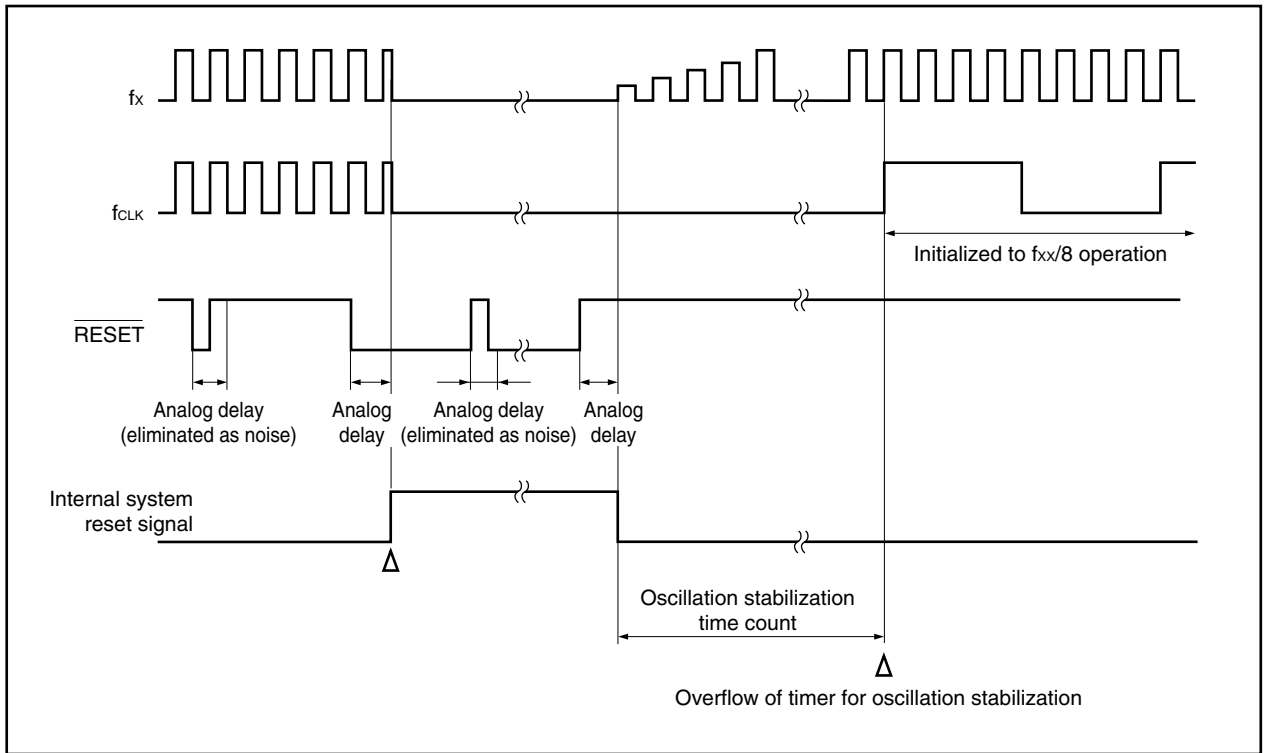 fX
fCLK
Initialized to fXX/8 operation
RESET
Analog delay
(eliminated as noise)
Analog
delay
Analog delay
(eliminated as noise)
Analog
delay
Internal system
reset signal
Oscillation stabilization
time count
Overflow of timer for oscillation stabilization